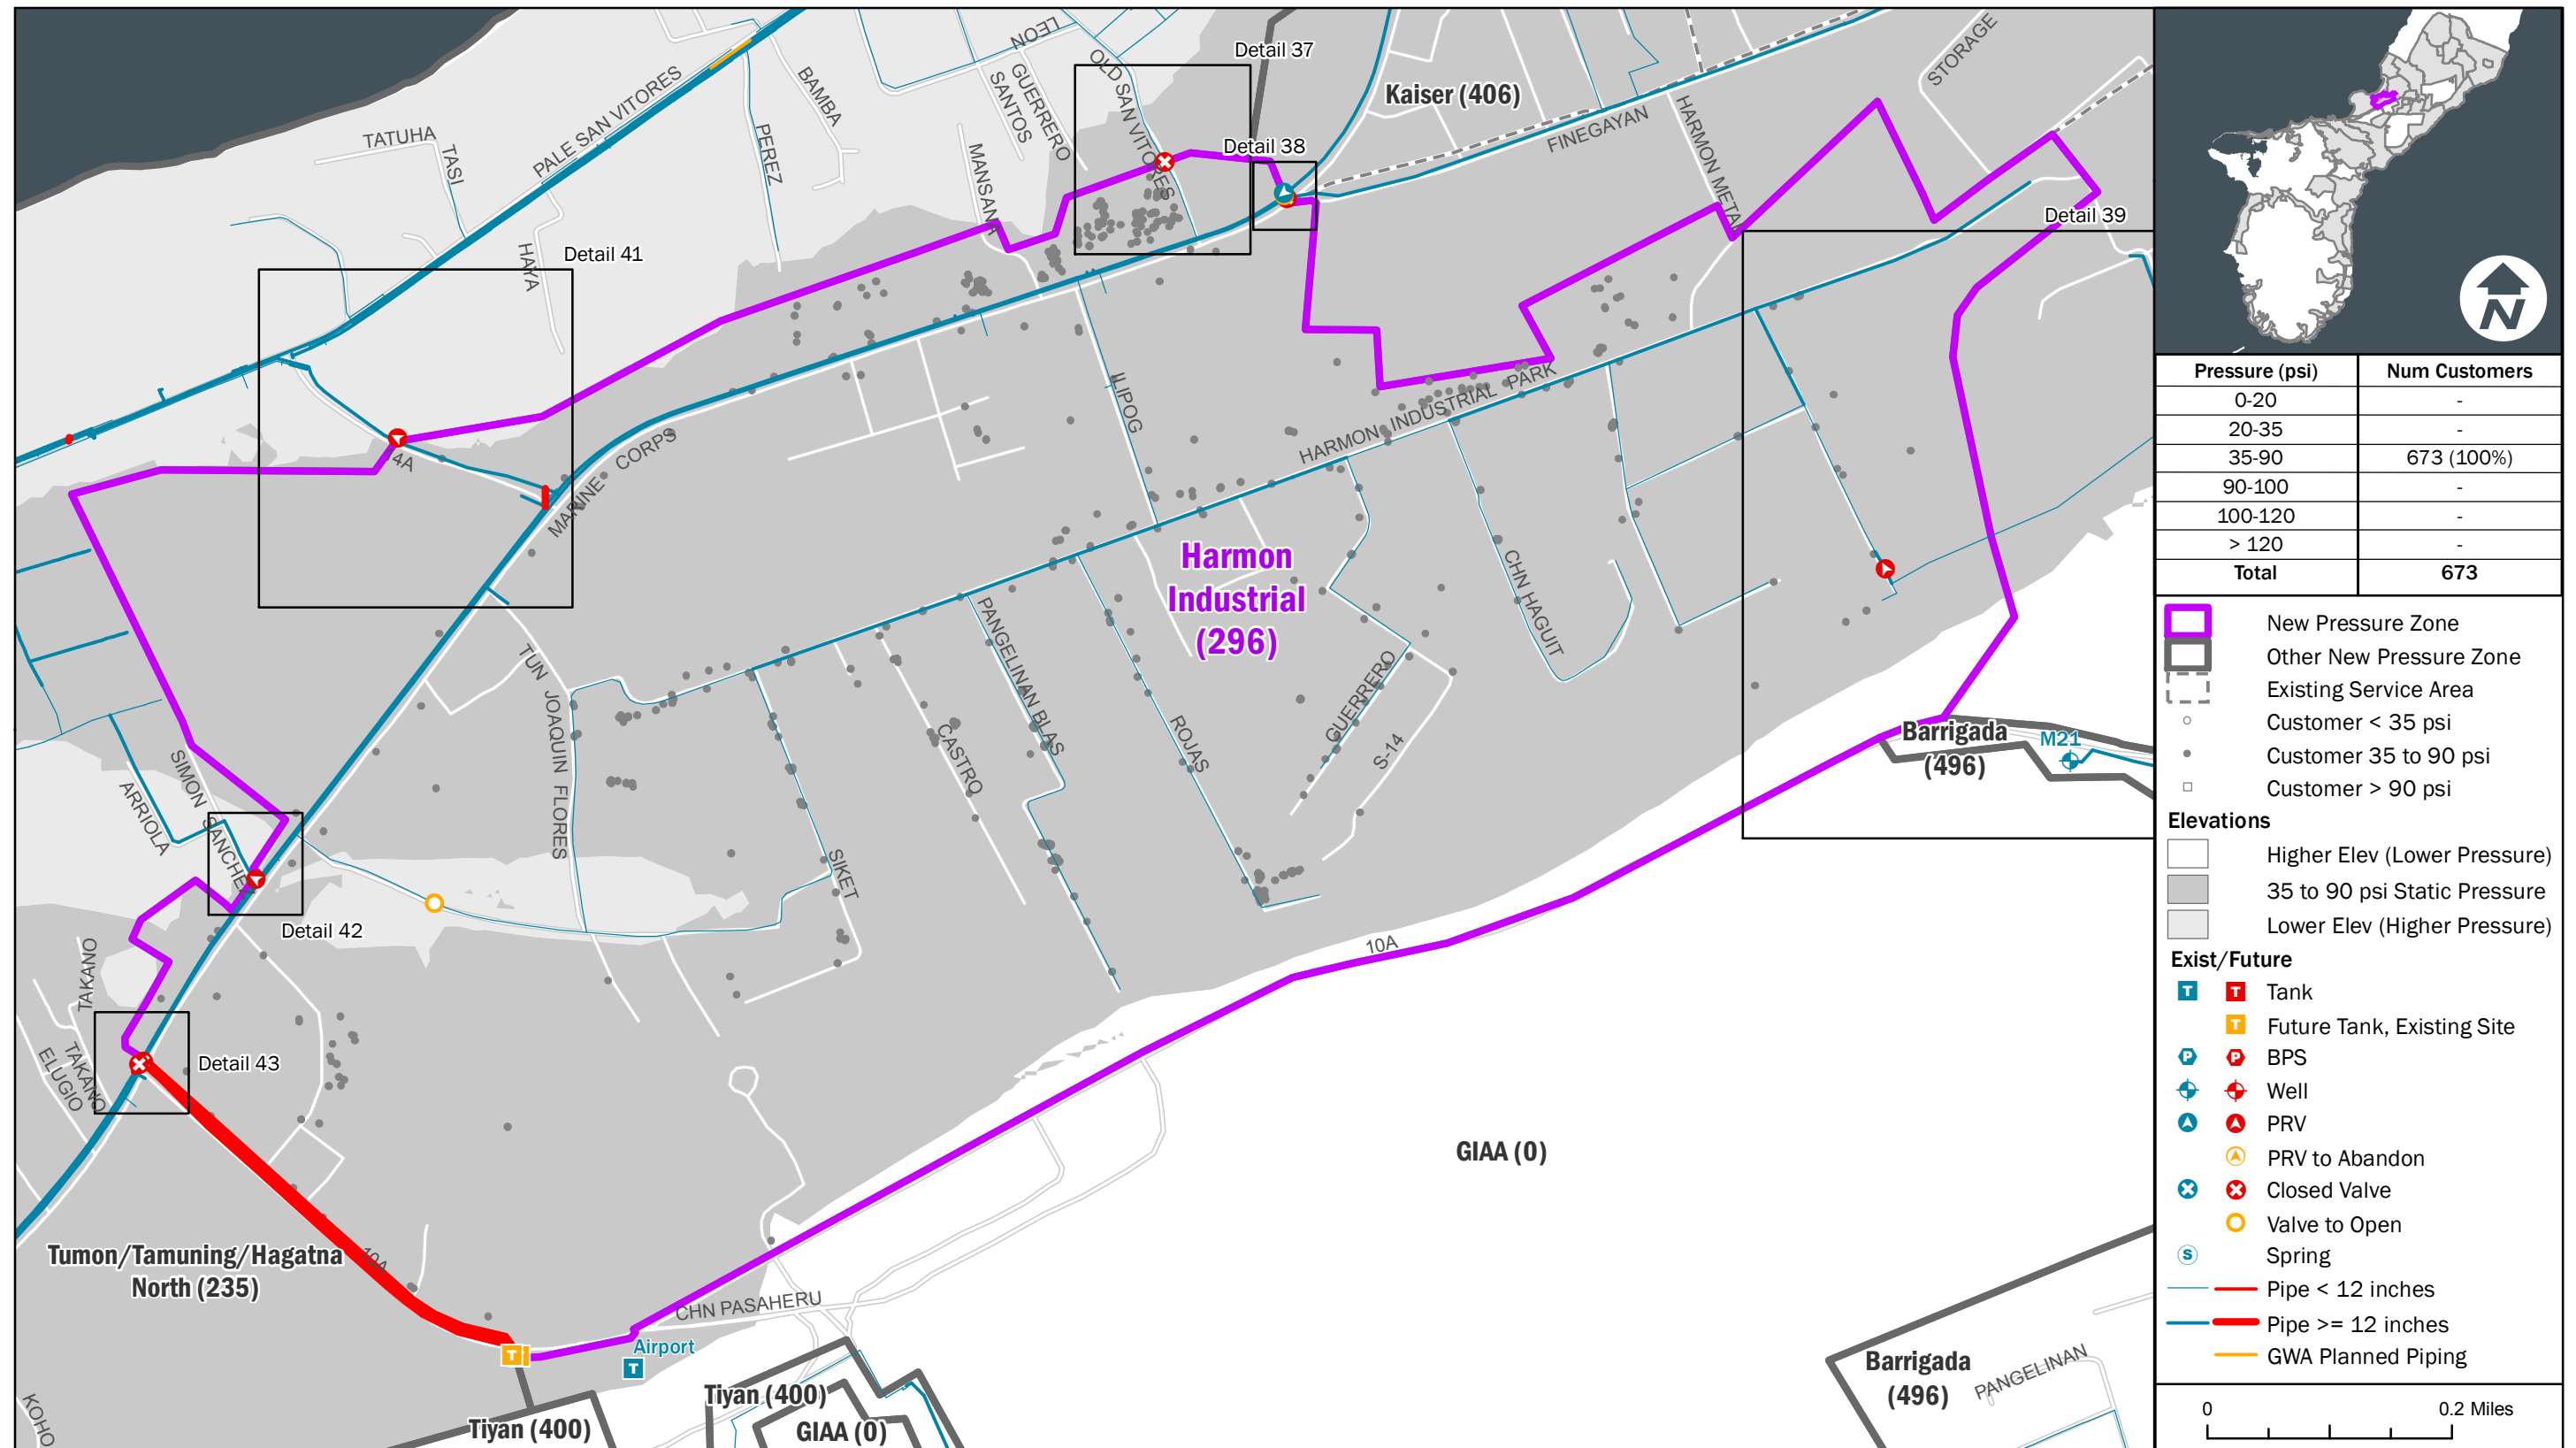 LEON
OLD SAN VITORES
Detail 37
Kaiser (406)
STORAGE
GUERRERO
SANTOS
BAMBA
PALE SAN VITORES
TATUHA
TASI
PEREZ
MANSANA
Detail 38
FINEGAYAN
HARMON METAL
Detail 39
HAYA
Detail 41
14A
MARINE CORPS
ILIPOG
HARMON INDUSTRIAL PARK
Harmon
Industrial
(296)
CHN HAGUIT
TUN JOAQUIN FLORES
PANGELINAN BLAS
CASTRO
ROJAS
GUERRERO
S-14
SIKET
SIMON SANCHEZ
ARRIOLA
Detail 42
TAKANO
TAKANO
ELUGIO
Detail 43
10A
Barrigada
(496)
M21
GIAA (0)
10A
Tumon/Tamuning/Hagatna
North (235)
CHN PASAHERU
T
Airport
T
Tiyan (400)
Tiyan (400)
GIAA (0)
KOHO
Barrigada
(496)
PANGELINAN
N
Pressure (psi) Num Customers
0-20 -
20-35 -
35-90 673 (100%)
90-100 -
100-120 -
> 120 -
Total 673
New Pressure Zone
Other New Pressure Zone
Existing Service Area
Customer < 35 psi
Customer 35 to 90 psi
Customer > 90 psi
Elevations
Higher Elev (Lower Pressure)
35 to 90 psi Static Pressure
Lower Elev (Higher Pressure)
Exist/Future
T T Tank
T Future Tank, Existing Site
P P BPS
Well
PRV
PRV to Abandon
Closed Valve
Valve to Open
S Spring
Pipe < 12 inches
Pipe >= 12 inches
GWA Planned Piping
0 0.2 Miles